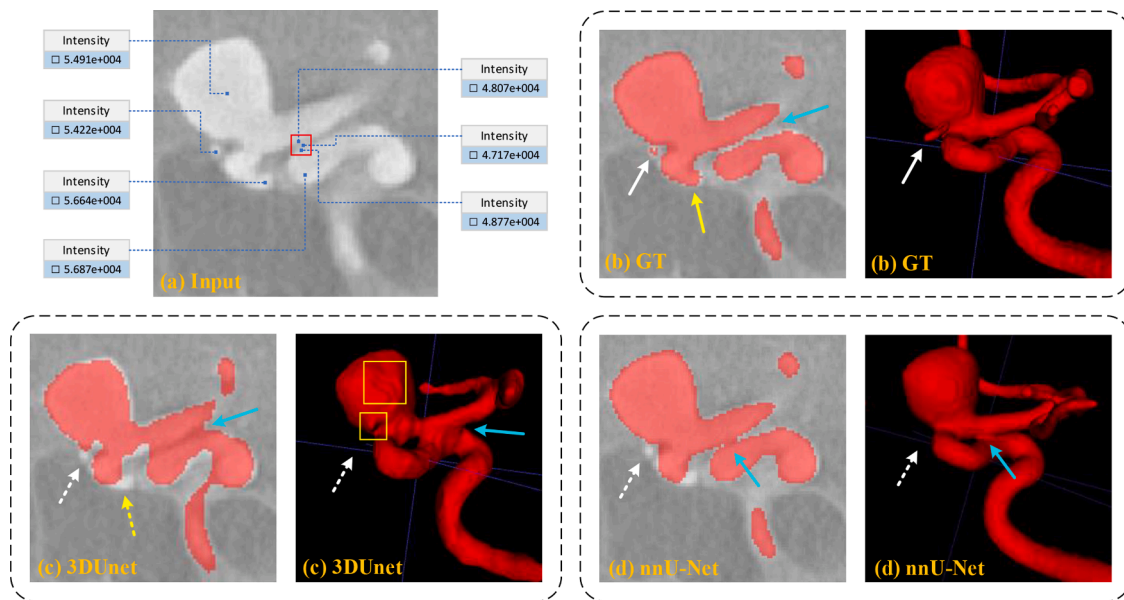 Intensity
☐ 5.491e+004
Intensity
☐ 5.422e+004
Intensity
☐ 5.664e+004
Intensity
☐ 5.687e+004
Intensity
☐ 4.807e+004
Intensity
☐ 4.717e+004
Intensity
☐ 4.877e+004
(a) Input
(b) GT
(b) GT
(c) 3DUnet
(c) 3DUnet
(d) nnU-Net
(d) nnU-Net